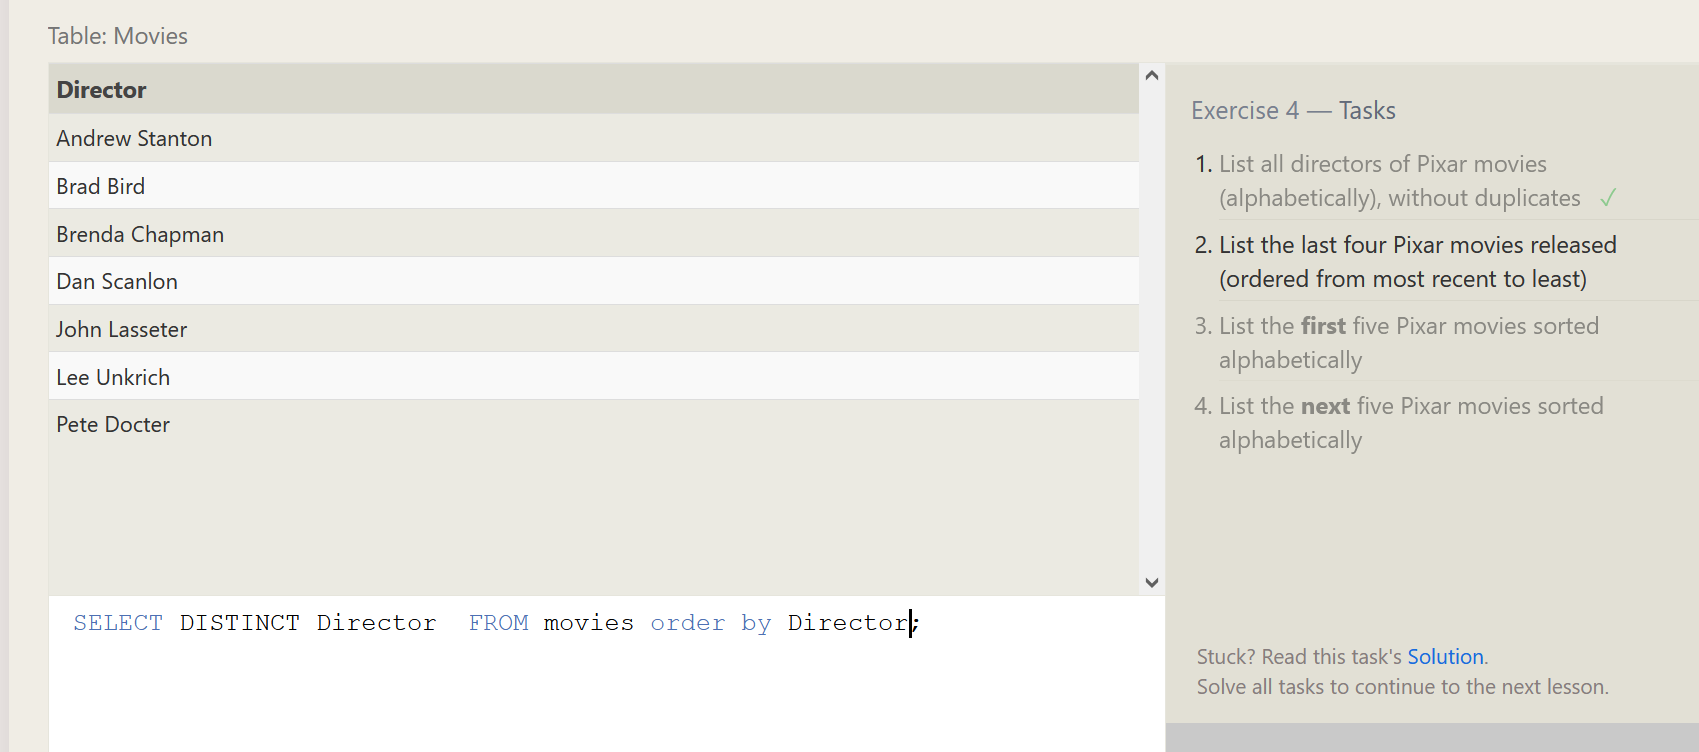 Table: Movies
Director
Andrew Stanton
Brad Bird
Brenda Chapman
Dan Scanlon
John Lasseter
Lee Unkrich
Pete Docter
SELECT DISTINCT Director  FROM movies order by Director;
Exercise 4 — Tasks
1. List all directors of Pixar movies
(alphabetically), without duplicates ✓
2. List the last four Pixar movies released
(ordered from most recent to least)
3. List the first five Pixar movies sorted
alphabetically
4. List the next five Pixar movies sorted
alphabetically
Stuck? Read this task's Solution.
Solve all tasks to continue to the next lesson.